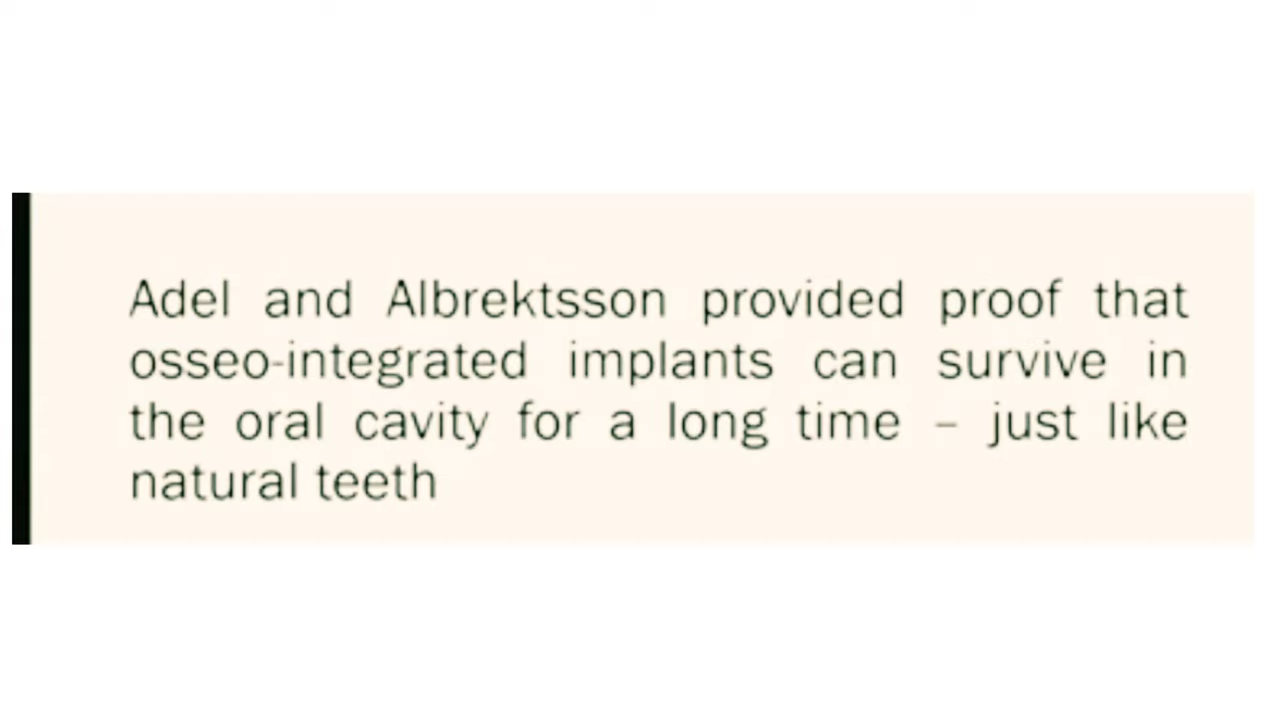 Adel and Albrektsson provided proof that
osseo-integrated implants can survive in
the oral cavity for a long time – just like
natural teeth